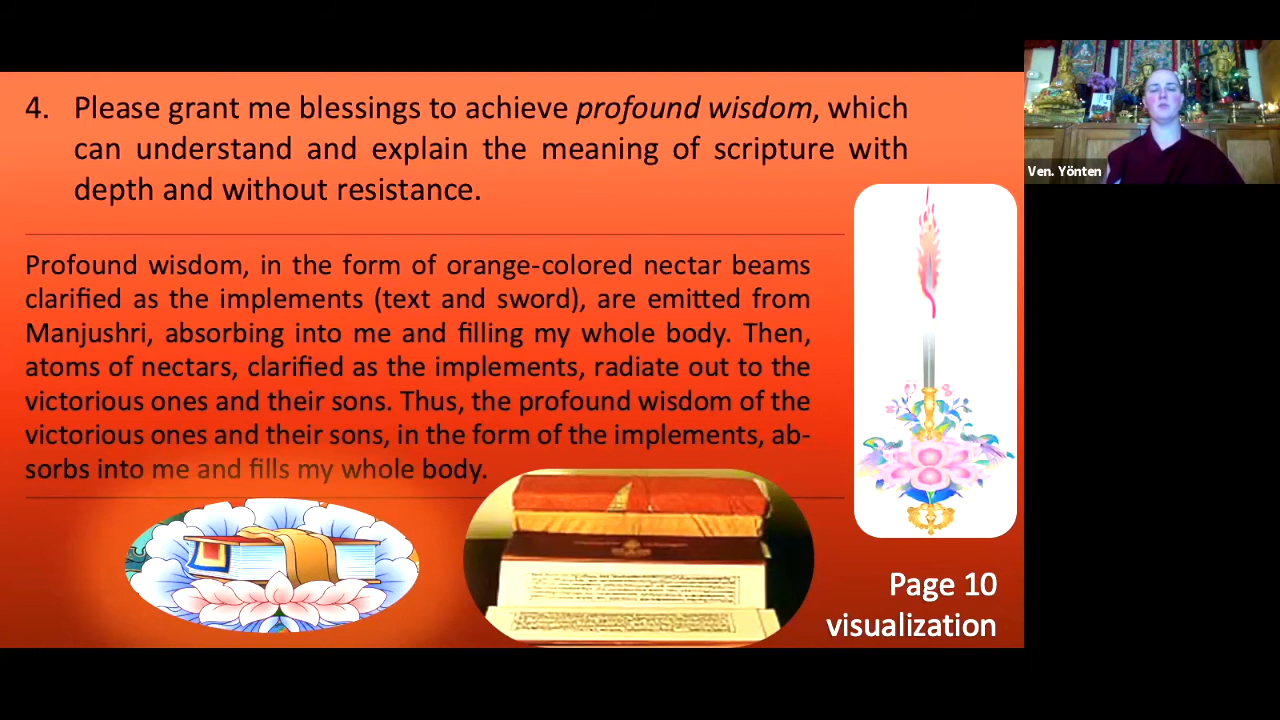 4. Please grant me blessings to achieve profound wisdom, which
can understand and explain the meaning of scripture with
depth and without resistance.
Profound wisdom, in the form of orange-colored nectar beams
clarified as the implements (text and sword), are emitted from
Manjushri, absorbing into me and filling my whole body. Then,
atoms of nectars, clarified as the implements, radiate out to the
victorious ones and their sons. Thus, the profound wisdom of the
victorious ones and their sons, in the form of the implements, ab-
sorbs into me and fills my whole body.
Page 10
visualization
Ven. Yönten